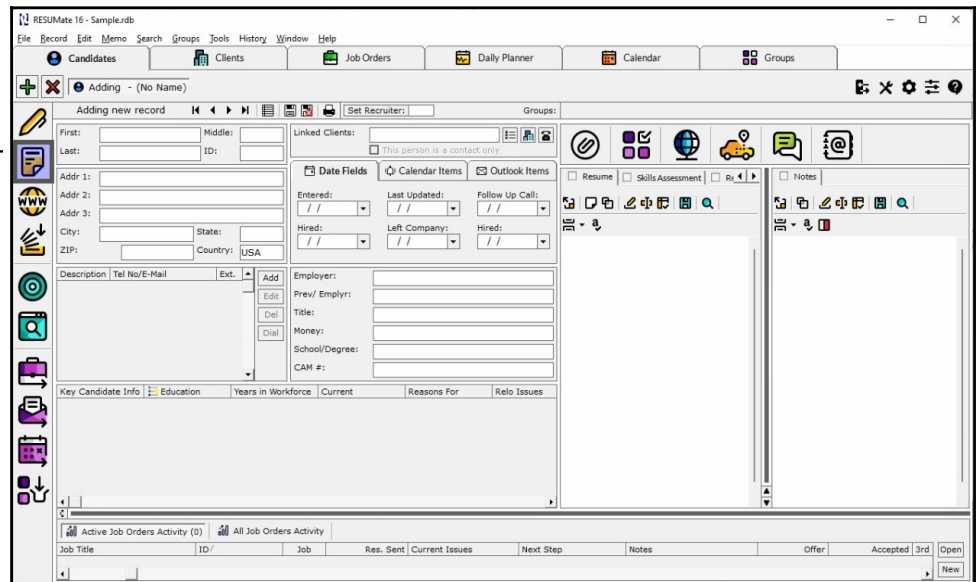 RESUMate 16 - Sample.rdb
File Record Edit Memo Search Groups Tools History Window Help
Candidates Clients Job Orders Daily Planner Calendar Groups
Adding - (No Name)
Adding new record Set Recruiter: Groups:
First: Middle: Linked Clients:
Last: ID: This person is a contact only
Resume Skills Assessment Notes
Addr 1: Date Fields Calendar Items Outlook Items
Addr 2: Entered: Last Updated: Follow Up Call:
WWW Addr 3: / / / / / /
City: State: Hired: Left Company: Hired:
ZIP: Country: USA / / / / / /
Description Tel No/E-Mail Ext. Add Employer:
Edit Prev/ Emplyr:
Del Title:
Dial Money:
School/Degree:
CAM #:
Key Candidate Info Education Years in Workforce Current Reasons For Relo Issues
Active Job Orders Activity (0) All Job Orders Activity
Job Title ID Job Res. Sent Current Issues Next Step Notes Offer Accepted 3rd Open
New